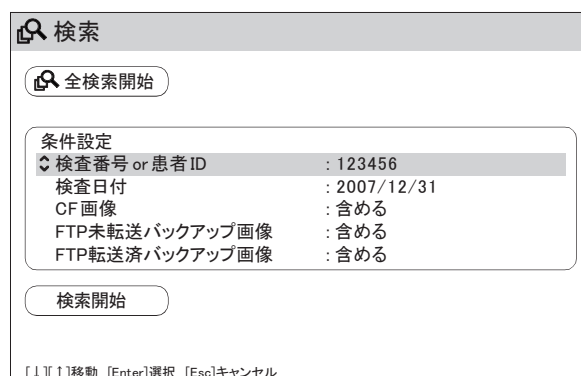 検索
全検索開始
条件設定
検査番号 or 患者ID : 123456
検査日付 : 2007/12/31
CF画像 : 含める
FTP未転送バックアップ画像 : 含める
FTP転送済バックアップ画像 : 含める
検索開始
[↓][↑]移動 [Enter]選択 [Esc]キャンセル